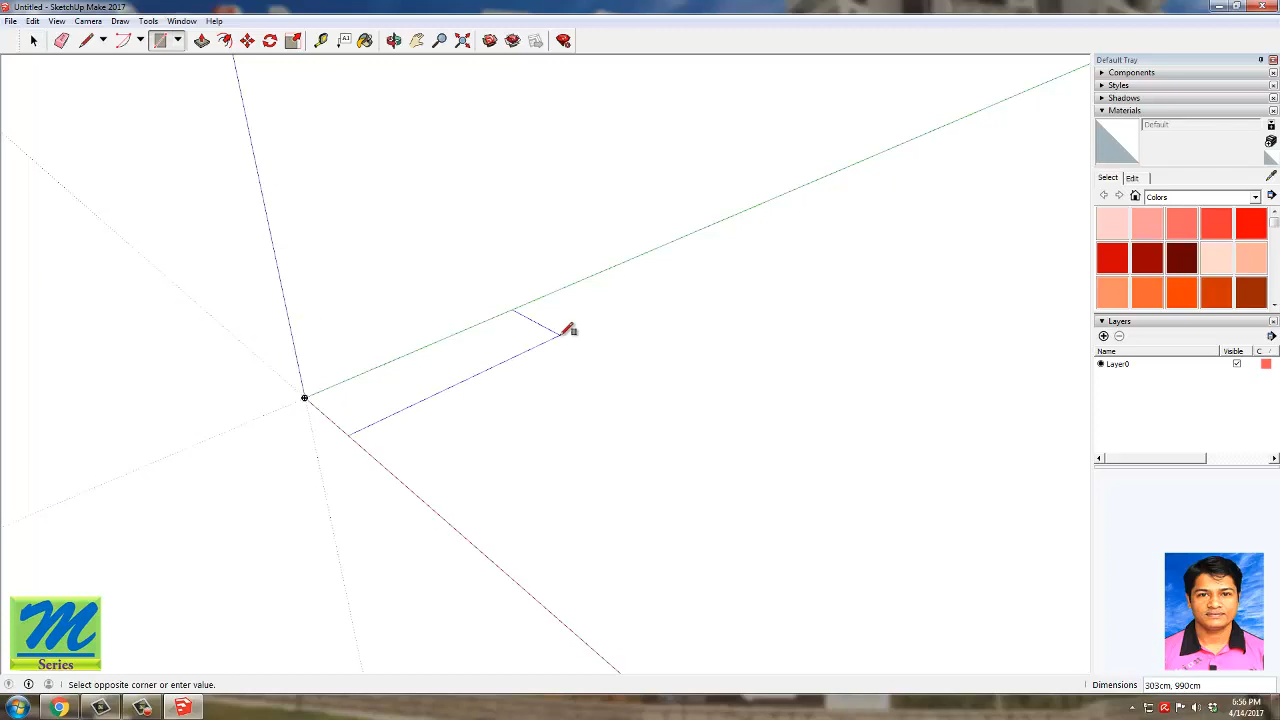 Untitled - SketchUp Make 2017
File Edit View Camera Draw Tools Window Help
A1
Default Tray
Components
Styles
Shadows
Materials
Default
Select Edit
Colors
Layers
Name Visible C
Layer0
M
Series
Select opposite corner or enter value.
Dimensions 303cm, 990cm
6:56 PM
4/14/2017